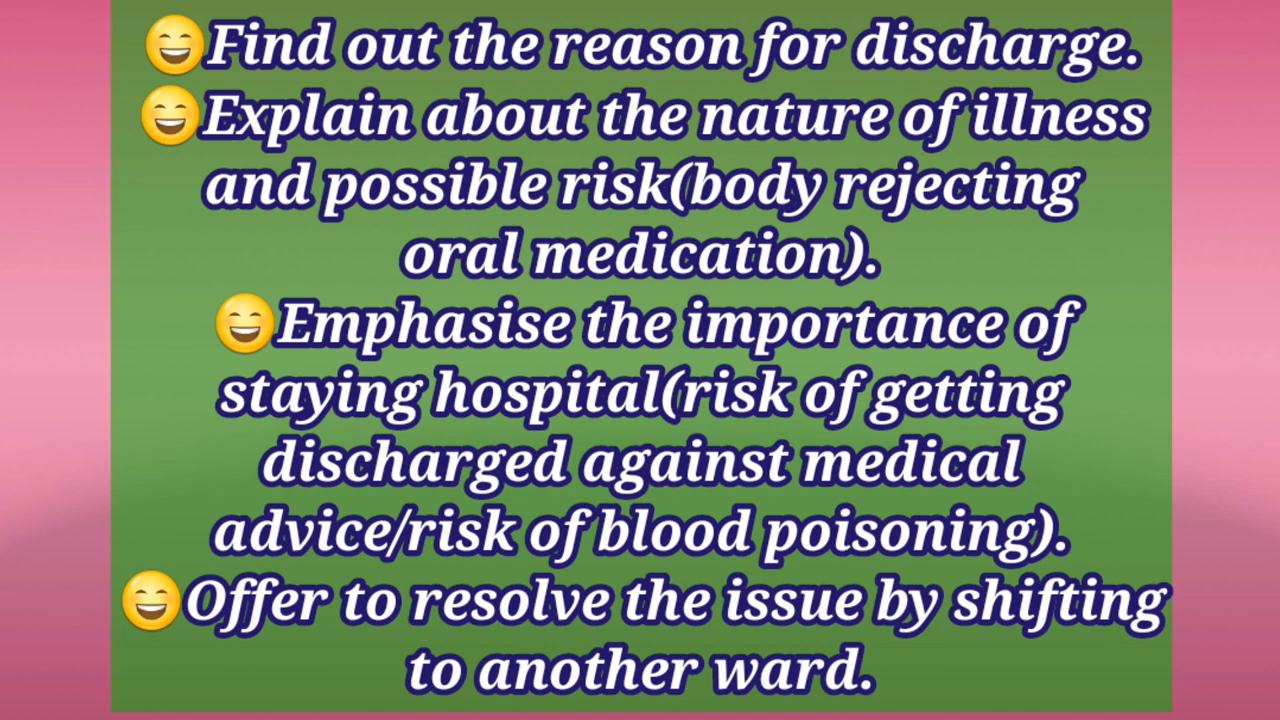 😄Find out the reason for discharge.
😄Explain about the nature of illness
and possible risk(body rejecting
oral medication).
😄Emphasise the importance of
staying hospital(risk of getting
discharged against medical
advice/risk of blood poisoning).
😄Offer to resolve the issue by shifting
to another ward.